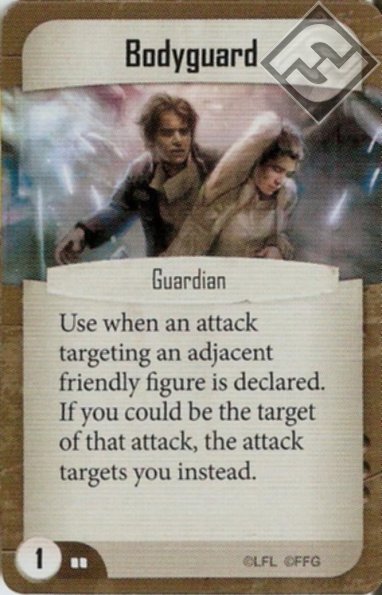 Bodyguard
Guardian
Use when an attack
targeting an adjacent
friendly figure is declared.
If you could be the target
of that attack, the attack
targets you instead.
1
©LFL ©FFG